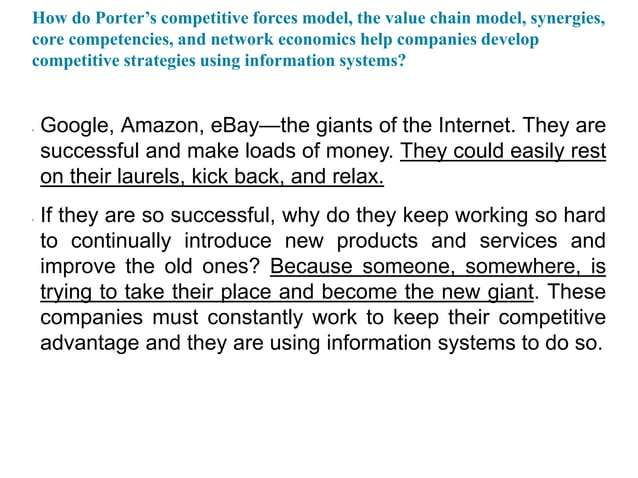 How do Porter’s competitive forces model, the value chain model, synergies,
core competencies, and network economics help companies develop
competitive strategies using information systems?
Google, Amazon, eBay—the giants of the Internet. They are
successful and make loads of money. They could easily rest
on their laurels, kick back, and relax.
If they are so successful, why do they keep working so hard
to continually introduce new products and services and
improve the old ones? Because someone, somewhere, is
trying to take their place and become the new giant. These
companies must constantly work to keep their competitive
advantage and they are using information systems to do so.